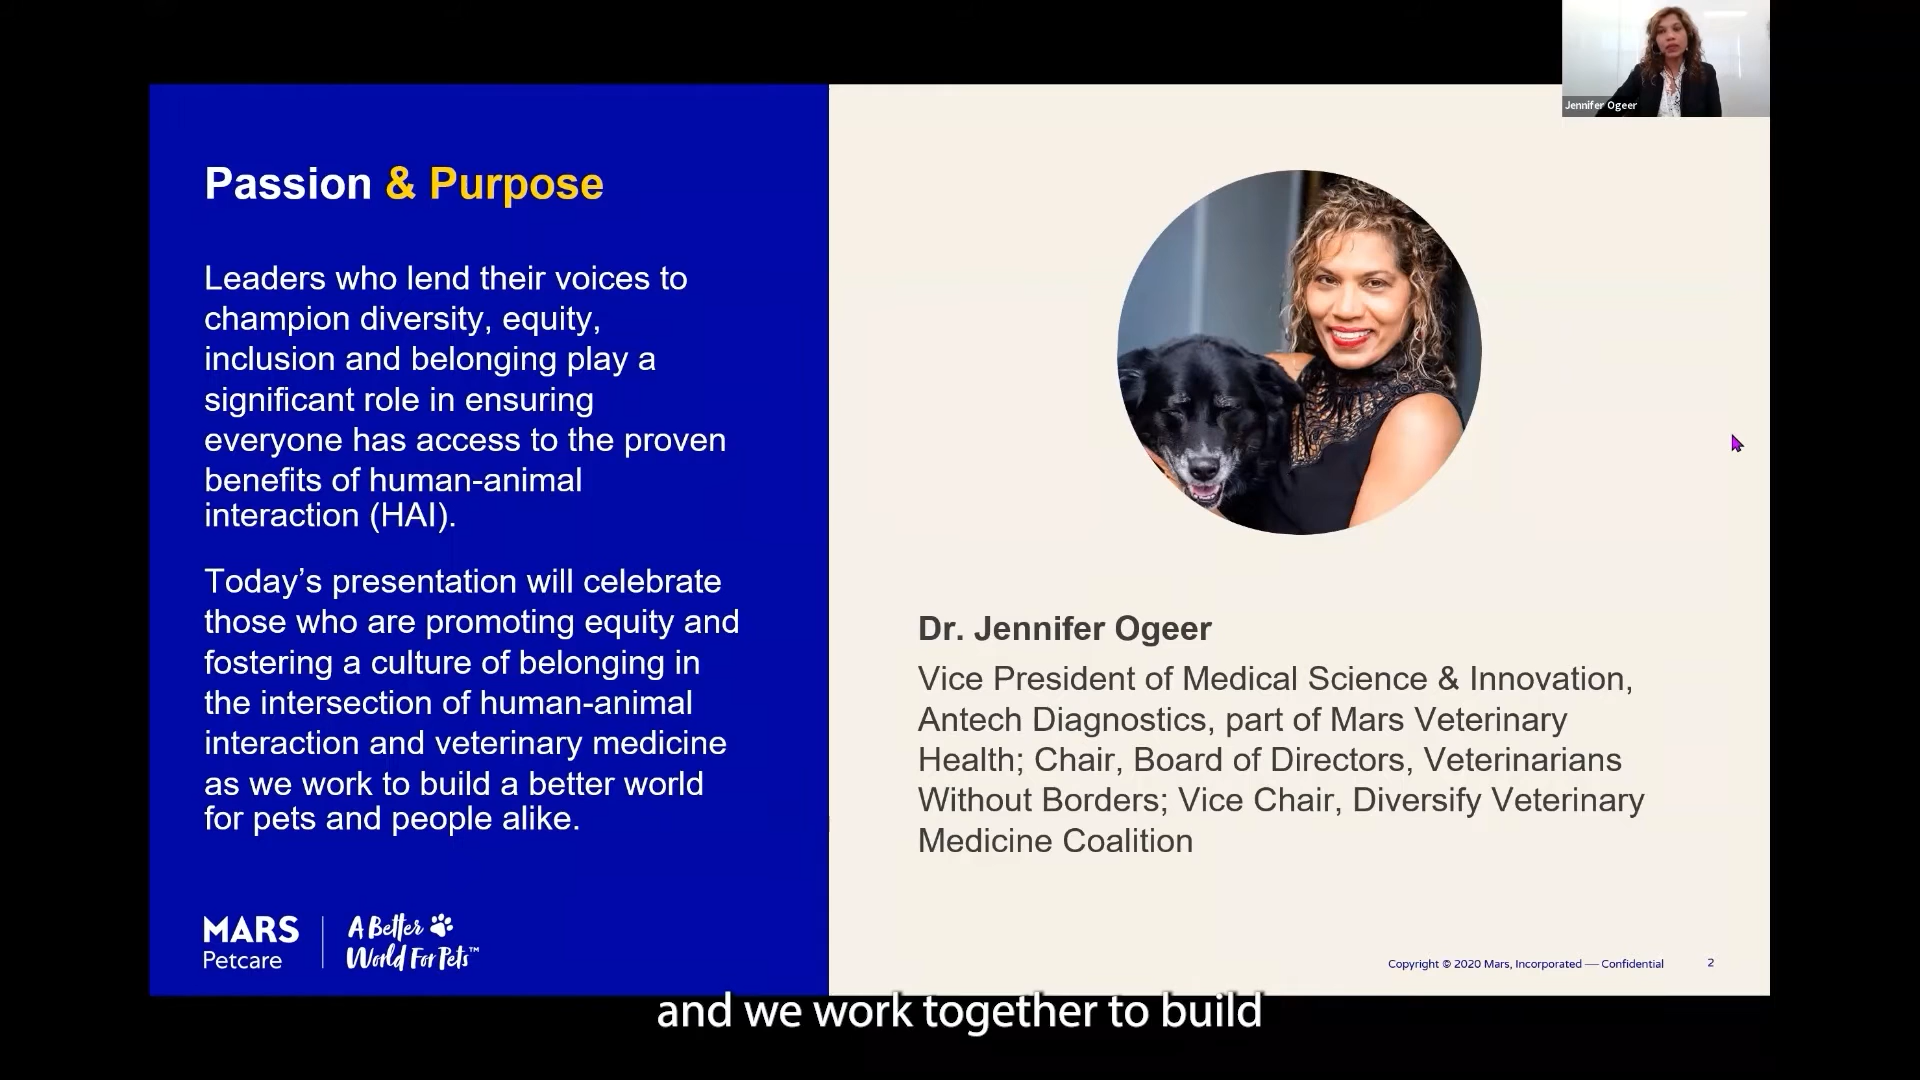 Jennifer Ogeer
Passion & Purpose
Leaders who lend their voices to
champion diversity, equity,
inclusion and belonging play a
significant role in ensuring
everyone has access to the proven
benefits of human-animal
interaction (HAI).
Today’s presentation will celebrate
those who are promoting equity and
fostering a culture of belonging in
the intersection of human-animal
interaction and veterinary medicine
as we work to build a better world
for pets and people alike.
MARS
Petcare
A Better
World For Pets™
Dr. Jennifer Ogeer
Vice President of Medical Science & Innovation,
Antech Diagnostics, part of Mars Veterinary
Health; Chair, Board of Directors, Veterinarians
Without Borders; Vice Chair, Diversify Veterinary
Medicine Coalition
Copyright © 2020 Mars, Incorporated — Confidential
2
and we work together to build